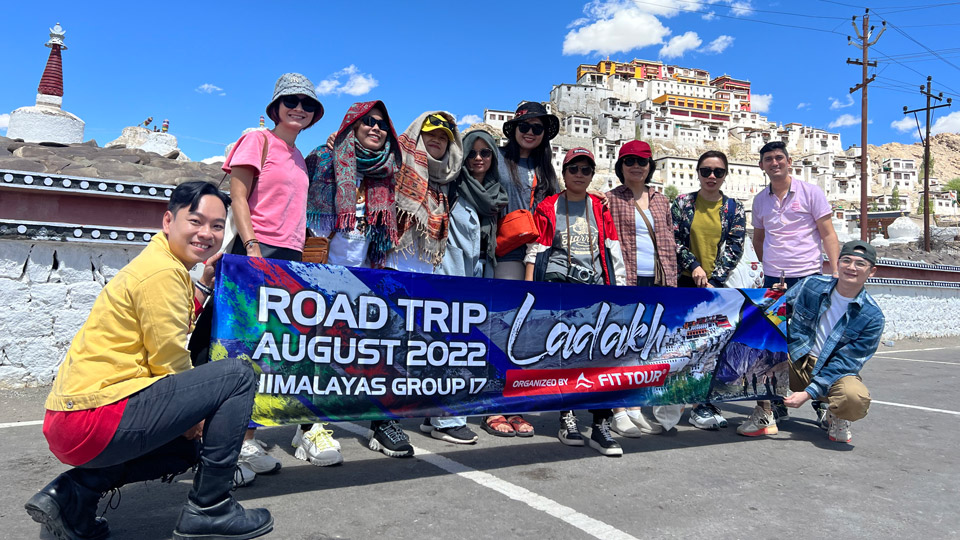 ROAD TRIP
AUGUST 2022
HIMALAYAS GROUP 17
Ladakh
ORGANIZED BY FIT TOUR